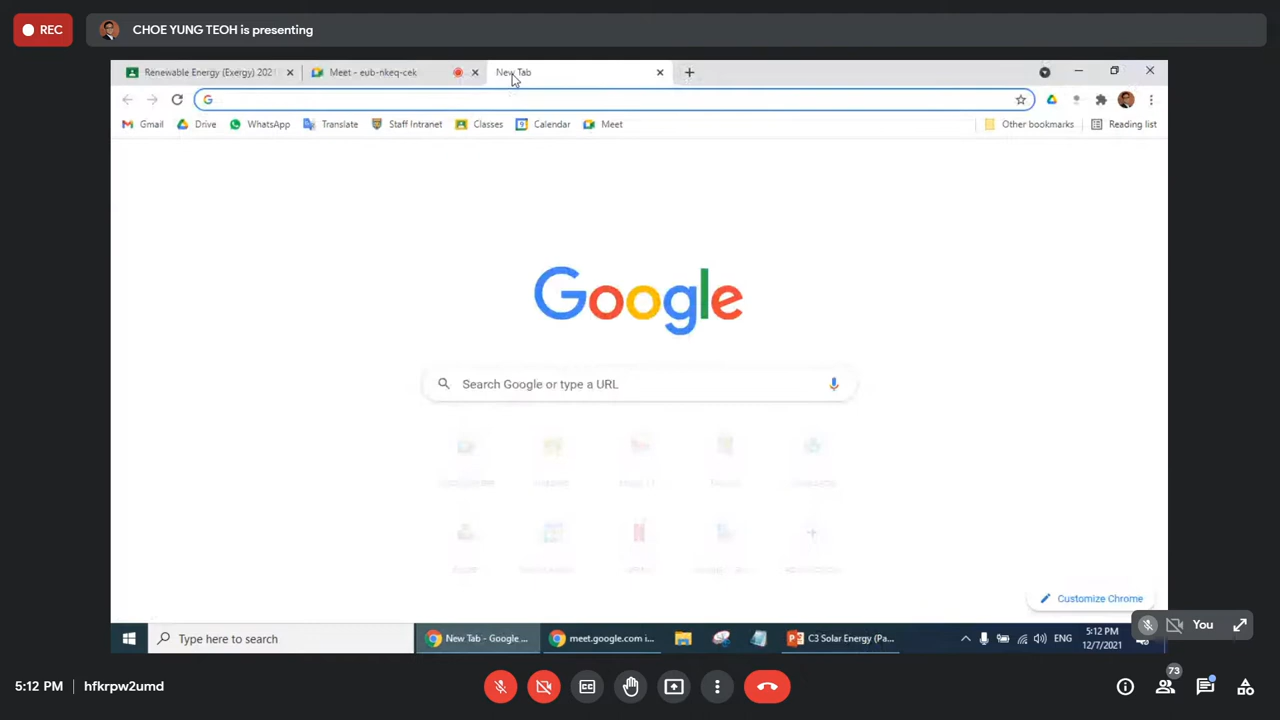 REC
CHOE YUNG TEOH is presenting
Renewable Energy (Exergy) 202
Meet - eub-nkeq-cek
New Tab
Gmail
Drive
WhatsApp
Translate
Staff Intranet
Classes
Calendar
Meet
Other bookmarks
Reading list
Google
Search Google or type a URL
Customize Chrome
You
Type here to search
New Tab - Google ...
meet.google.com i...
C3 Solar Energy (Pa...
ENG
5:12 PM
12/7/2021
5:12 PM
hfkrpw2umd
73